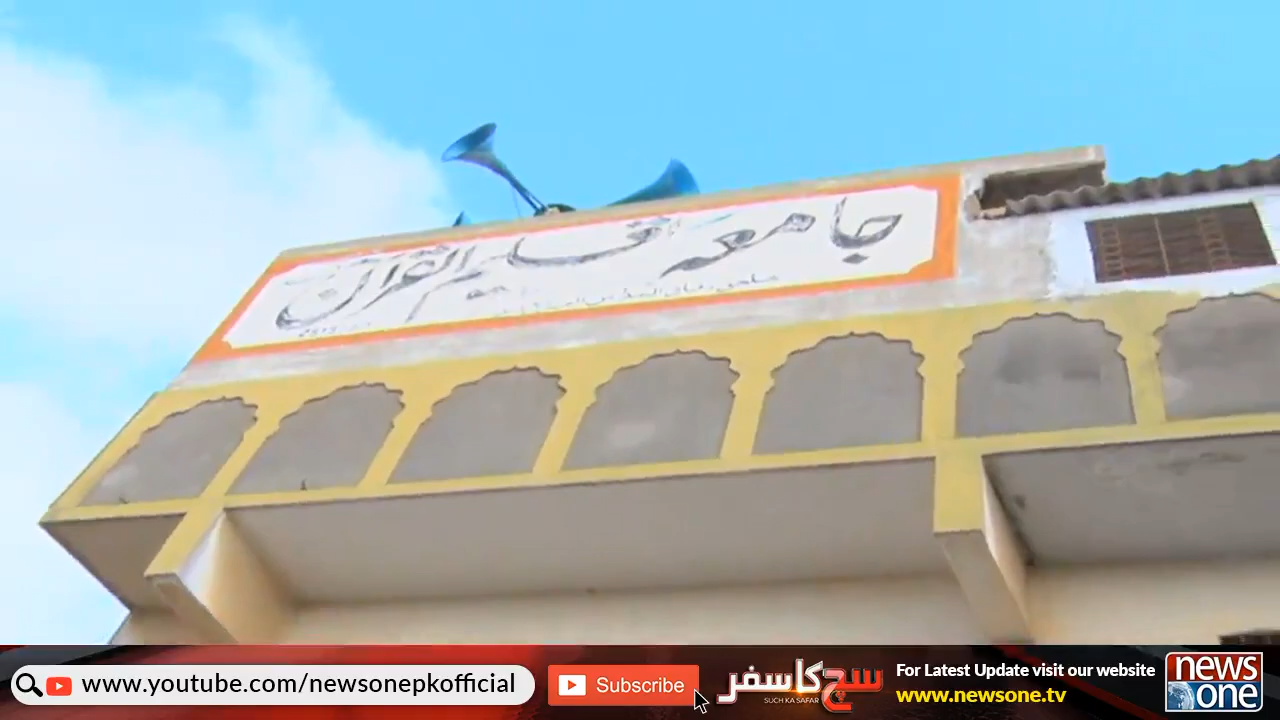 جامعہ تعلیم القرآن
www.youtube.com/newsonepkofficial
Subscribe
سچ کا سفر
SUCH KA SAFAR
For Latest Update visit our website
www.newsone.tv
news
one